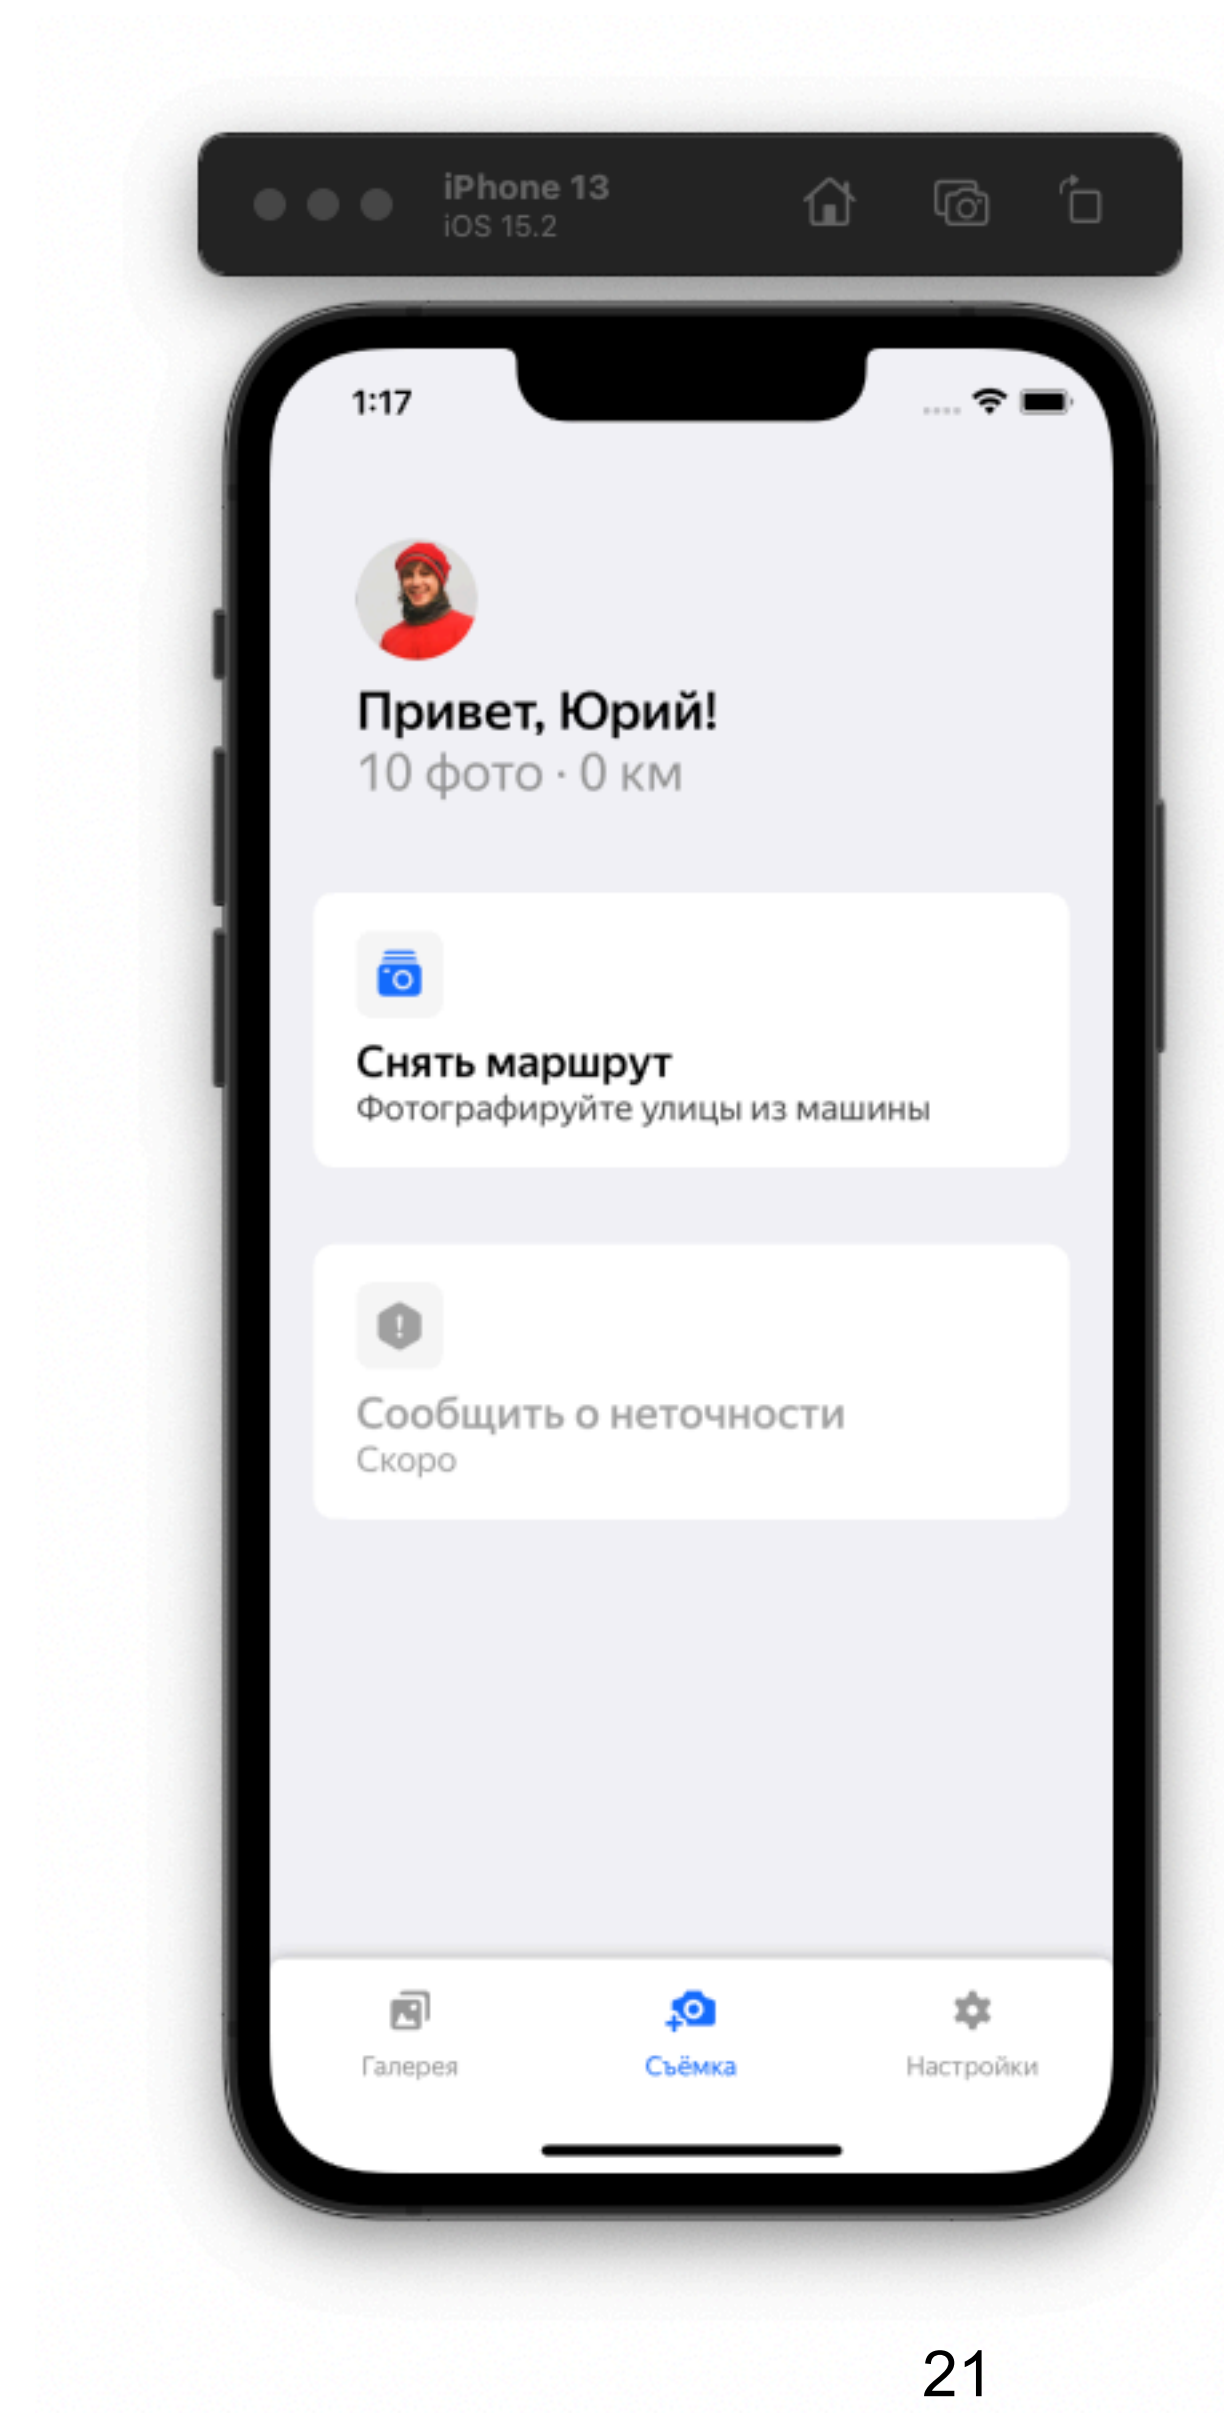 iPhone 13
iOS 15.2
1:17
Привет, Юрий!
10 фото · 0 км
Снять маршрут
Фотографируйте улицы из машины
Сообщить о неточности
Скоро
Галерея
Съёмка
Настройки
21